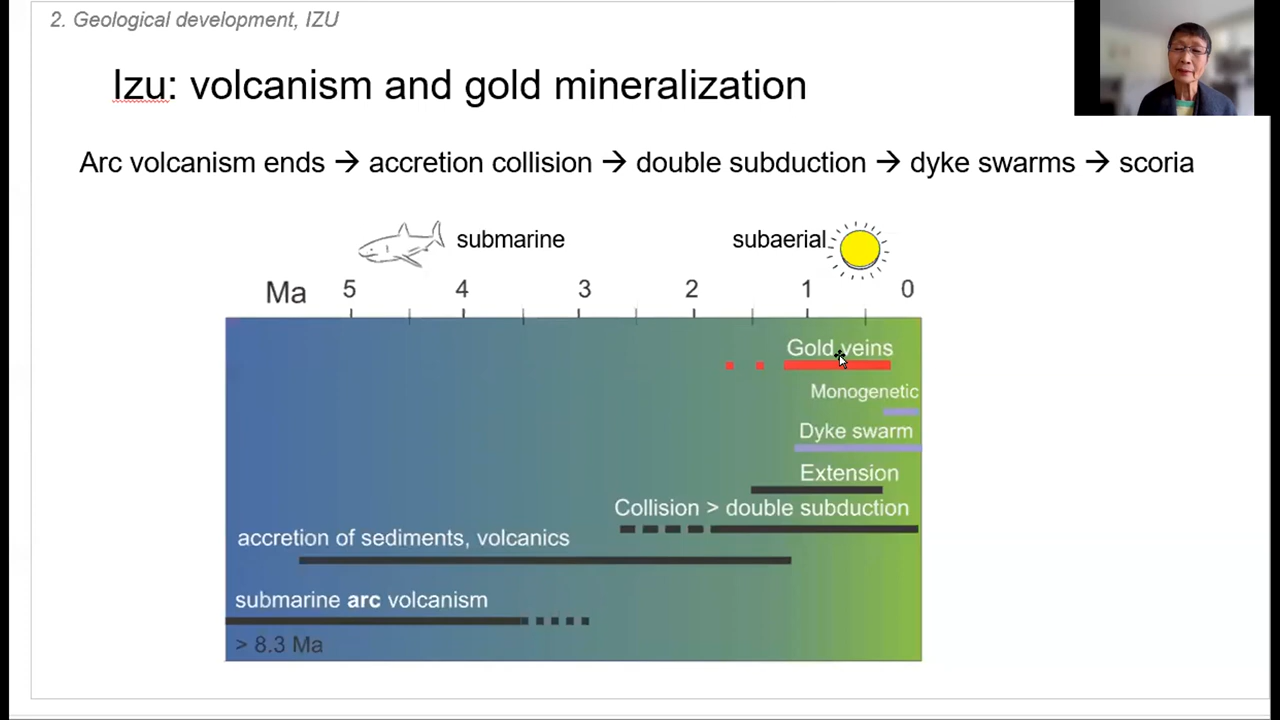 2. Geological development, IZU
Izu: volcanism and gold mineralization
Arc volcanism ends → accretion collision → double subduction → dyke swarms → scoria
submarine
subaerial
Ma 5 4 3 2 1 0
Gold veins
Monogenetic
Dyke swarm
Extension
Collision > double subduction
accretion of sediments, volcanics
submarine arc volcanism
> 8.3 Ma